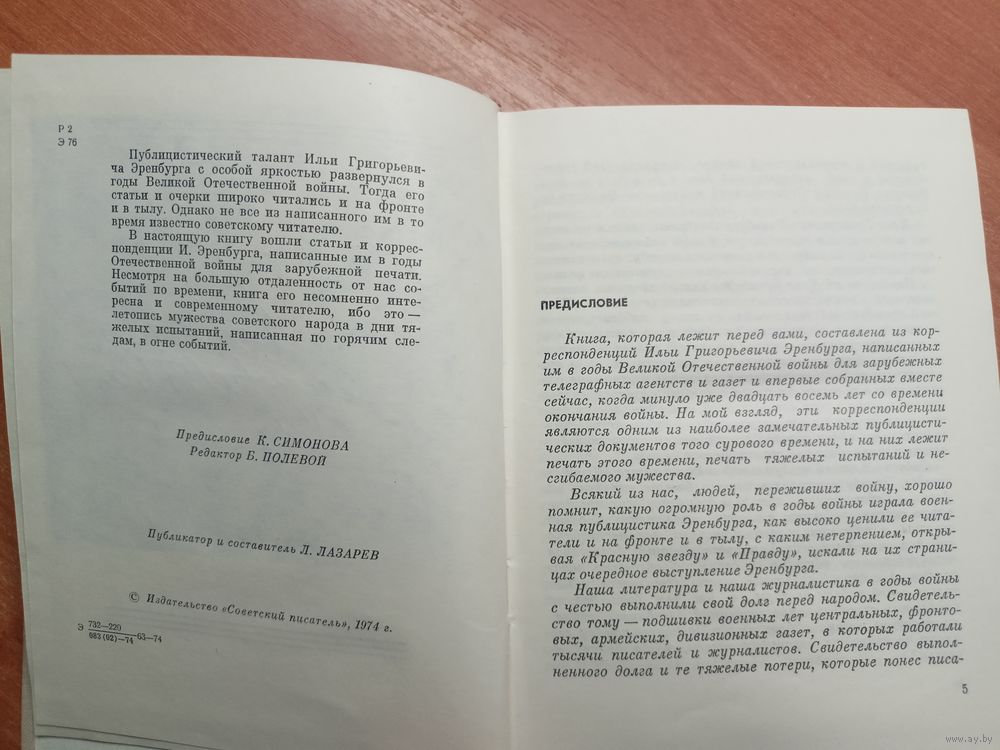 Р 2
Э 76
Публицистический талант Ильи Григорьеви-
ча Эренбурга с особой яркостью развернулся в
годы Великой Отечественной войны. Тогда его
статьи и очерки широко читались и на фронте
и в тылу. Однако не все из написанного им в то
время известно советскому читателю.
В настоящую книгу вошли статьи и коррес-
понденции И. Эренбурга, написанные им в годы
Отечественной войны для зарубежной печати.
Несмотря на большую отдаленность от нас со-
бытий по времени, книга его несомненно инте-
ресна и современному читателю, ибо это —
летопись мужества советского народа в дни тя-
желых испытаний, написанная по горячим сле-
дам, в огне событий.
Предисловие К. СИМОНОВА
Редактор Б. ПОЛЕВОЙ
Публикатор и составитель Л. ЛАЗАРЕВ
© Издательство «Советский писатель», 1974 г.
Э 732—220
083 (02)—74 63—74
ПРЕДИСЛОВИЕ
Книга, которая лежит перед вами, составлена из кор-
респонденций Ильи Григорьевича Эренбурга, написанных
им в годы Великой Отечественной войны для зарубежных
телеграфных агентств и газет и впервые собранных вместе
сейчас, когда минуло уже двадцать восемь лет со времени
окончания войны. На мой взгляд, эти корреспонденции
являются одним из наиболее замечательных публицисти-
ческих документов того сурового времени, и на них лежит
печать этого времени, печать тяжелых испытаний и не-
сгибаемого мужества.
Всякий из нас, людей, переживших войну, хорошо
помнит, какую огромную роль в годы войны играла воен-
ная публицистика Эренбурга, как высоко ценили ее чита-
тели и на фронте и в тылу, с каким нетерпением, откры-
вая «Красную звезду» и «Правду», искали на их страни-
цах очередное выступление Эренбурга.
Наша литература и наша журналистика в годы войны
с честью выполнили свой долг перед народом. Свидетель-
ство тому — подшивки военных лет центральных, фронто-
вых, армейских, дивизионных газет, в которых работали
тысячи писателей и журналистов. Свидетельство выпол-
ненного долга и те тяжелые потери, которые понес писа-
5
www.ay.by